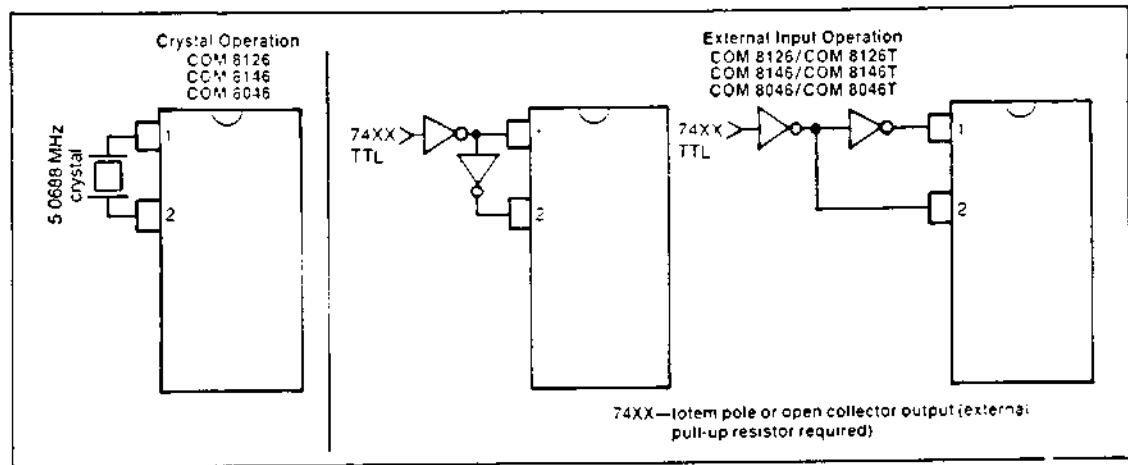 Crystal Operation
COM 8126
COM 8146
COM 8046
5.0688 MHz
crystal
1
2
External Input Operation
COM 8126/COM 8126T
COM 8146/COM 8146T
COM 8046/COM 8046T
74XX
TTL
1
2
74XX
TTL
1
2
74XX—totem pole or open collector output (external
pull-up resistor required)